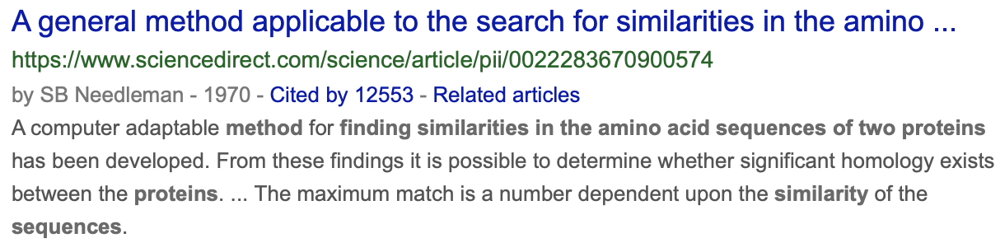 A general method applicable to the search for similarities in the amino ...
https://www.sciencedirect.com/science/article/pii/0022283670900574
by SB Needleman - 1970 - Cited by 12553 - Related articles
A computer adaptable method for finding similarities in the amino acid sequences of two proteins
has been developed. From these findings it is possible to determine whether significant homology exists
between the proteins. ... The maximum match is a number dependent upon the similarity of the
sequences.